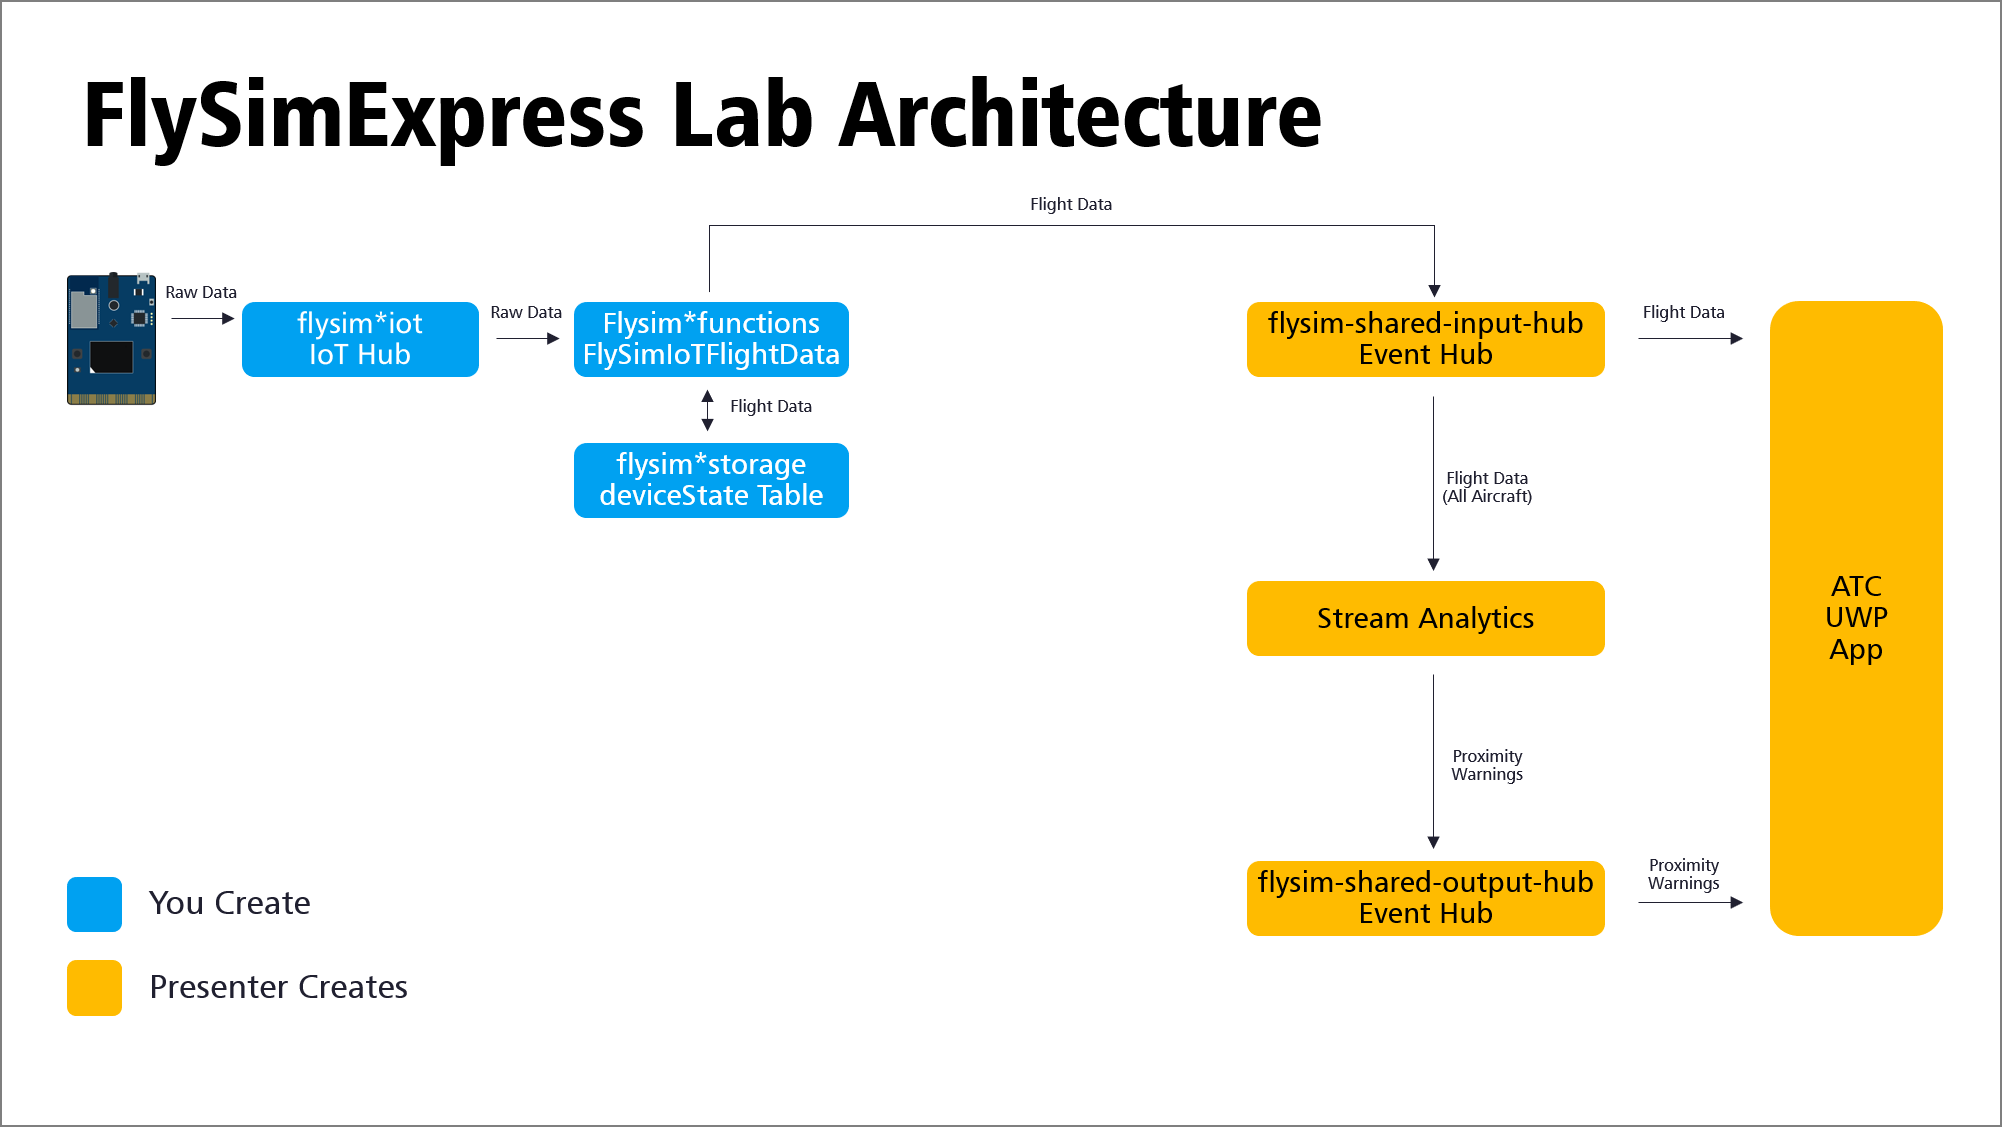 FlySimExpress Lab Architecture
Flight Data
Raw Data
flysim*iot
IoT Hub
Raw Data
Flysim*functions
FlySimIoTFlightData
Flight Data
flysim*storage
deviceState Table
flysim-shared-input-hub
Event Hub
Flight Data
Flight Data
(All Aircraft)
Stream Analytics
Proximity
Warnings
flysim-shared-output-hub
Event Hub
Proximity
Warnings
ATC
UWP
App
You Create
Presenter Creates